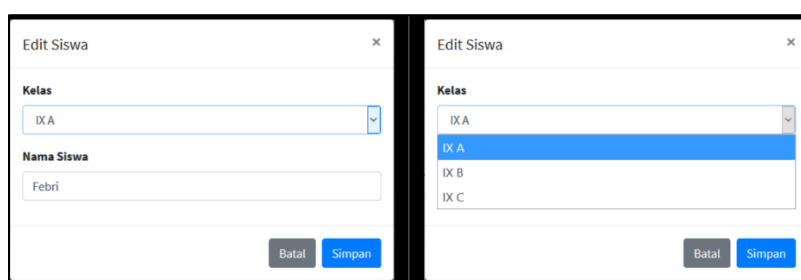 Edit Siswa ×
Kelas
IX A
Nama Siswa
Febri
Batal Simpan
Edit Siswa ×
Kelas
IX A
IX A
IX B
IX C
Batal Simpan